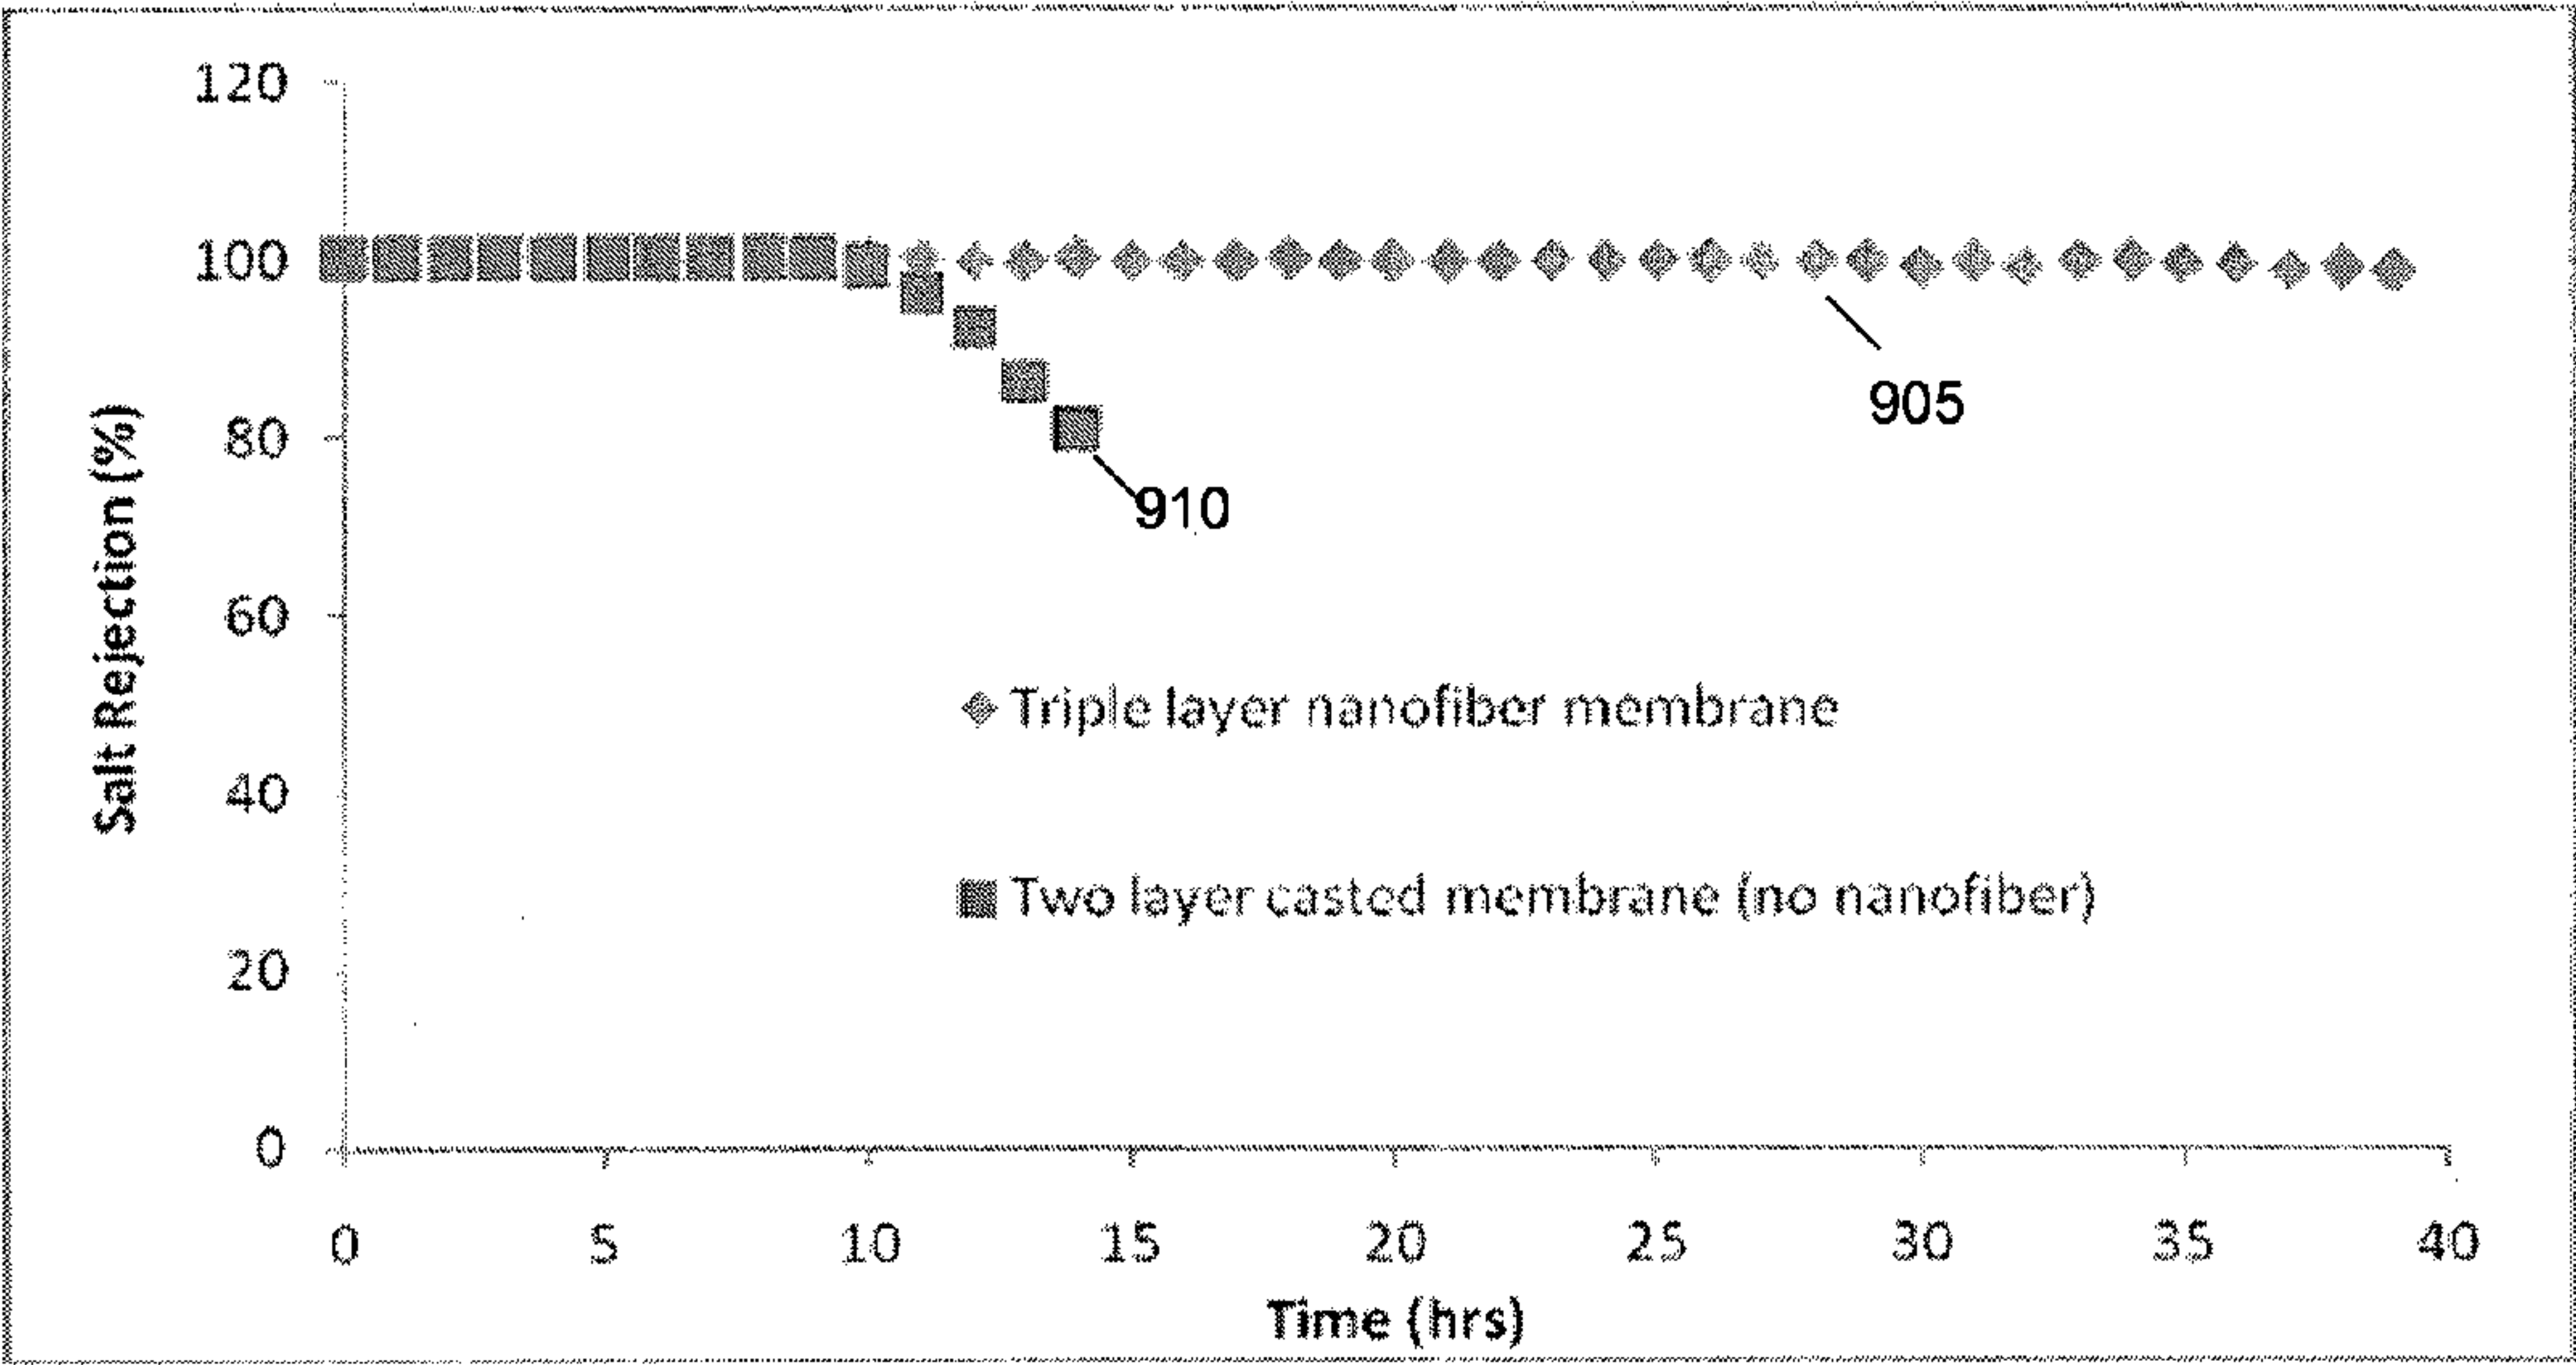 120
100
80
60
40
20
0
Salt Rejection (%)
905
910
Triple layer nanofiber membrane
Two layer casted membrane (no nanofiber)
0 5 10 15 20 25 30 35 40
Time (hrs)